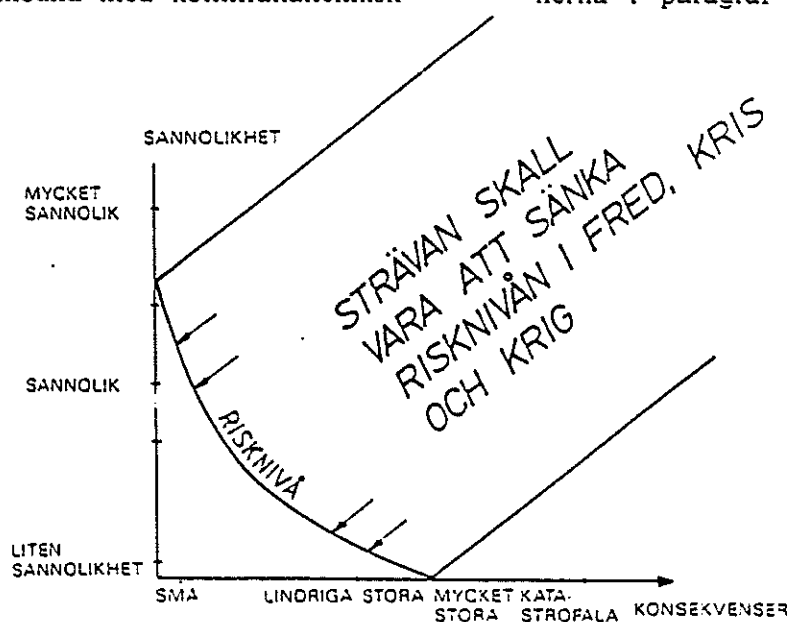 SANNOLIKHET
MYCKET
SANNOLIK
STRÄVAN SKALL
VARA ATT SÄNKA
RISKNIVÅN I FRED, KRIS
OCH KRIG
SANNOLIK
RISKNIVÅ
LITEN
SANNOLIKHET
SMA LINDRIGA STORA MYCKET KATA-
STORA STROFALA KONSEKVENSER